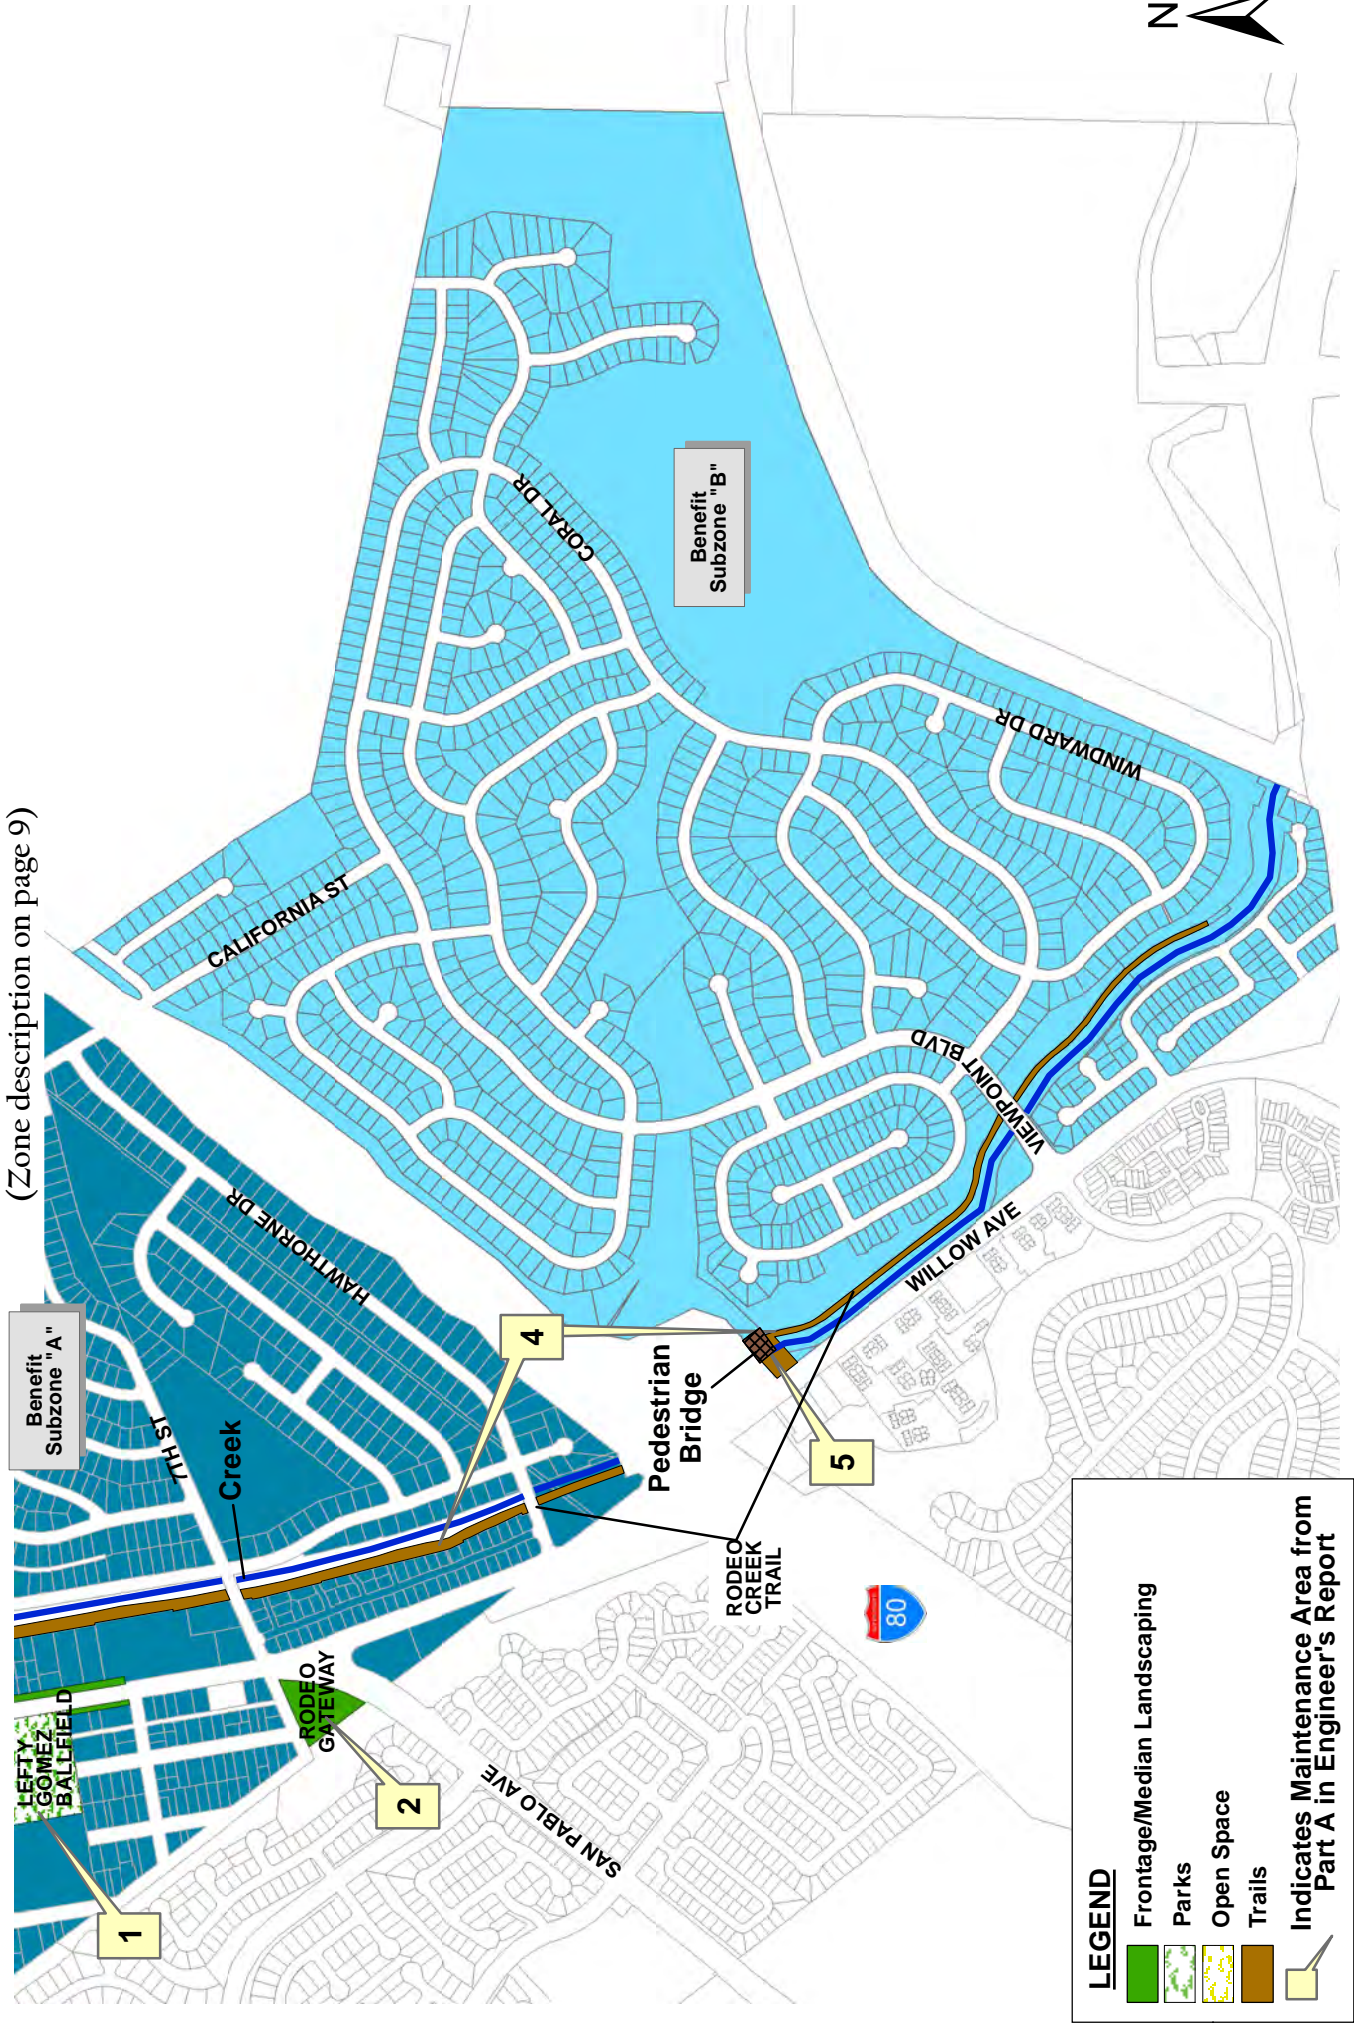 (Zone description on page 9)
N
Benefit
Subzone "A"
Benefit
Subzone "B"
CALIFORNIA ST
CORAL DR
WINDWARD DR
VIEWPOINT BLVD
WILLOW AVE
HAWTHORNE DR
7TH ST
Creek
4
Pedestrian
Bridge
5
RODEO
CREEK
TRAIL
80
LEFTY
GOMEZ
BALLFIELD
RODEO
GATEWAY
1
2
SAN PABLO AVE
LEGEND
Frontage/Median Landscaping
Parks
Open Space
Trails
Indicates Maintenance Area from
Part A in Engineer's Report